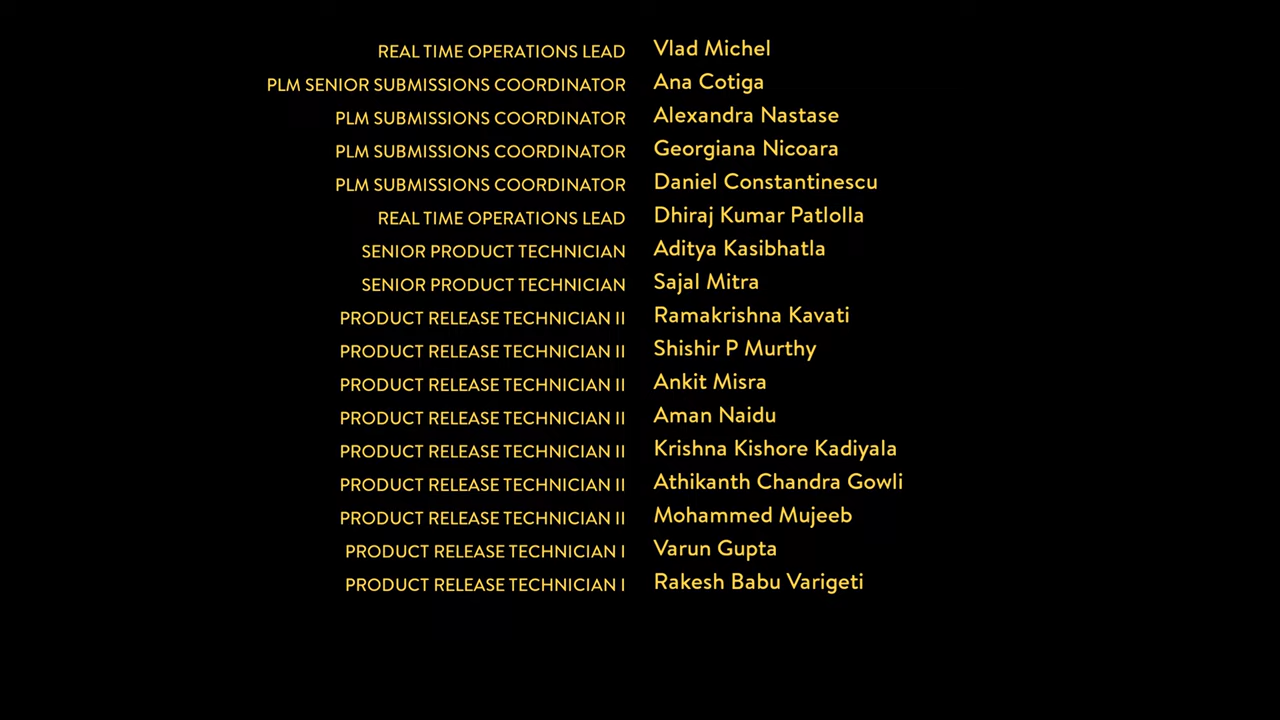 REAL TIME OPERATIONS LEAD Vlad Michel
PLM SENIOR SUBMISSIONS COORDINATOR Ana Cotiga
PLM SUBMISSIONS COORDINATOR Alexandra Nastase
PLM SUBMISSIONS COORDINATOR Georgiana Nicoara
PLM SUBMISSIONS COORDINATOR Daniel Constantinescu
REAL TIME OPERATIONS LEAD Dhiraj Kumar Patlolla
SENIOR PRODUCT TECHNICIAN Aditya Kasibhatla
SENIOR PRODUCT TECHNICIAN Sajal Mitra
PRODUCT RELEASE TECHNICIAN II Ramakrishna Kavati
PRODUCT RELEASE TECHNICIAN II Shishir P Murthy
PRODUCT RELEASE TECHNICIAN II Ankit Misra
PRODUCT RELEASE TECHNICIAN II Aman Naidu
PRODUCT RELEASE TECHNICIAN II Krishna Kishore Kadiyala
PRODUCT RELEASE TECHNICIAN II Athikanth Chandra Gowli
PRODUCT RELEASE TECHNICIAN II Mohammed Mujeeb
PRODUCT RELEASE TECHNICIAN I Varun Gupta
PRODUCT RELEASE TECHNICIAN I Rakesh Babu Varigeti